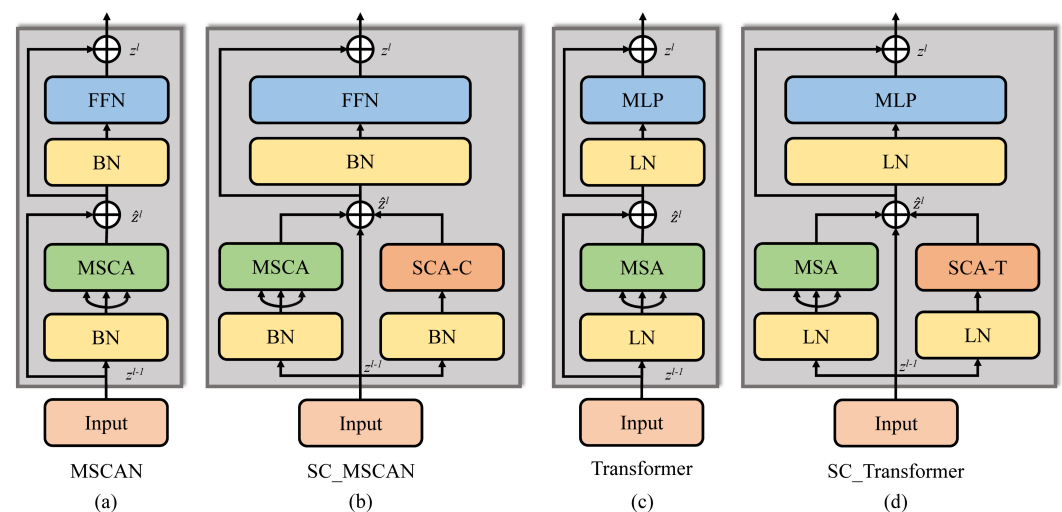 z^l
FFN
BN
ẑ^l
MSCA
BN
z^{l-1}
Input
MSCAN
(a)
z^l
FFN
BN
ẑ^l
MSCA
SCA-C
BN
BN
z^{l-1}
Input
SC_MSCAN
(b)
z^l
MLP
LN
ẑ^l
MSA
LN
z^{l-1}
Input
Transformer
(c)
z^l
MLP
LN
ẑ^l
MSA
SCA-T
LN
LN
z^{l-1}
Input
SC_Transformer
(d)